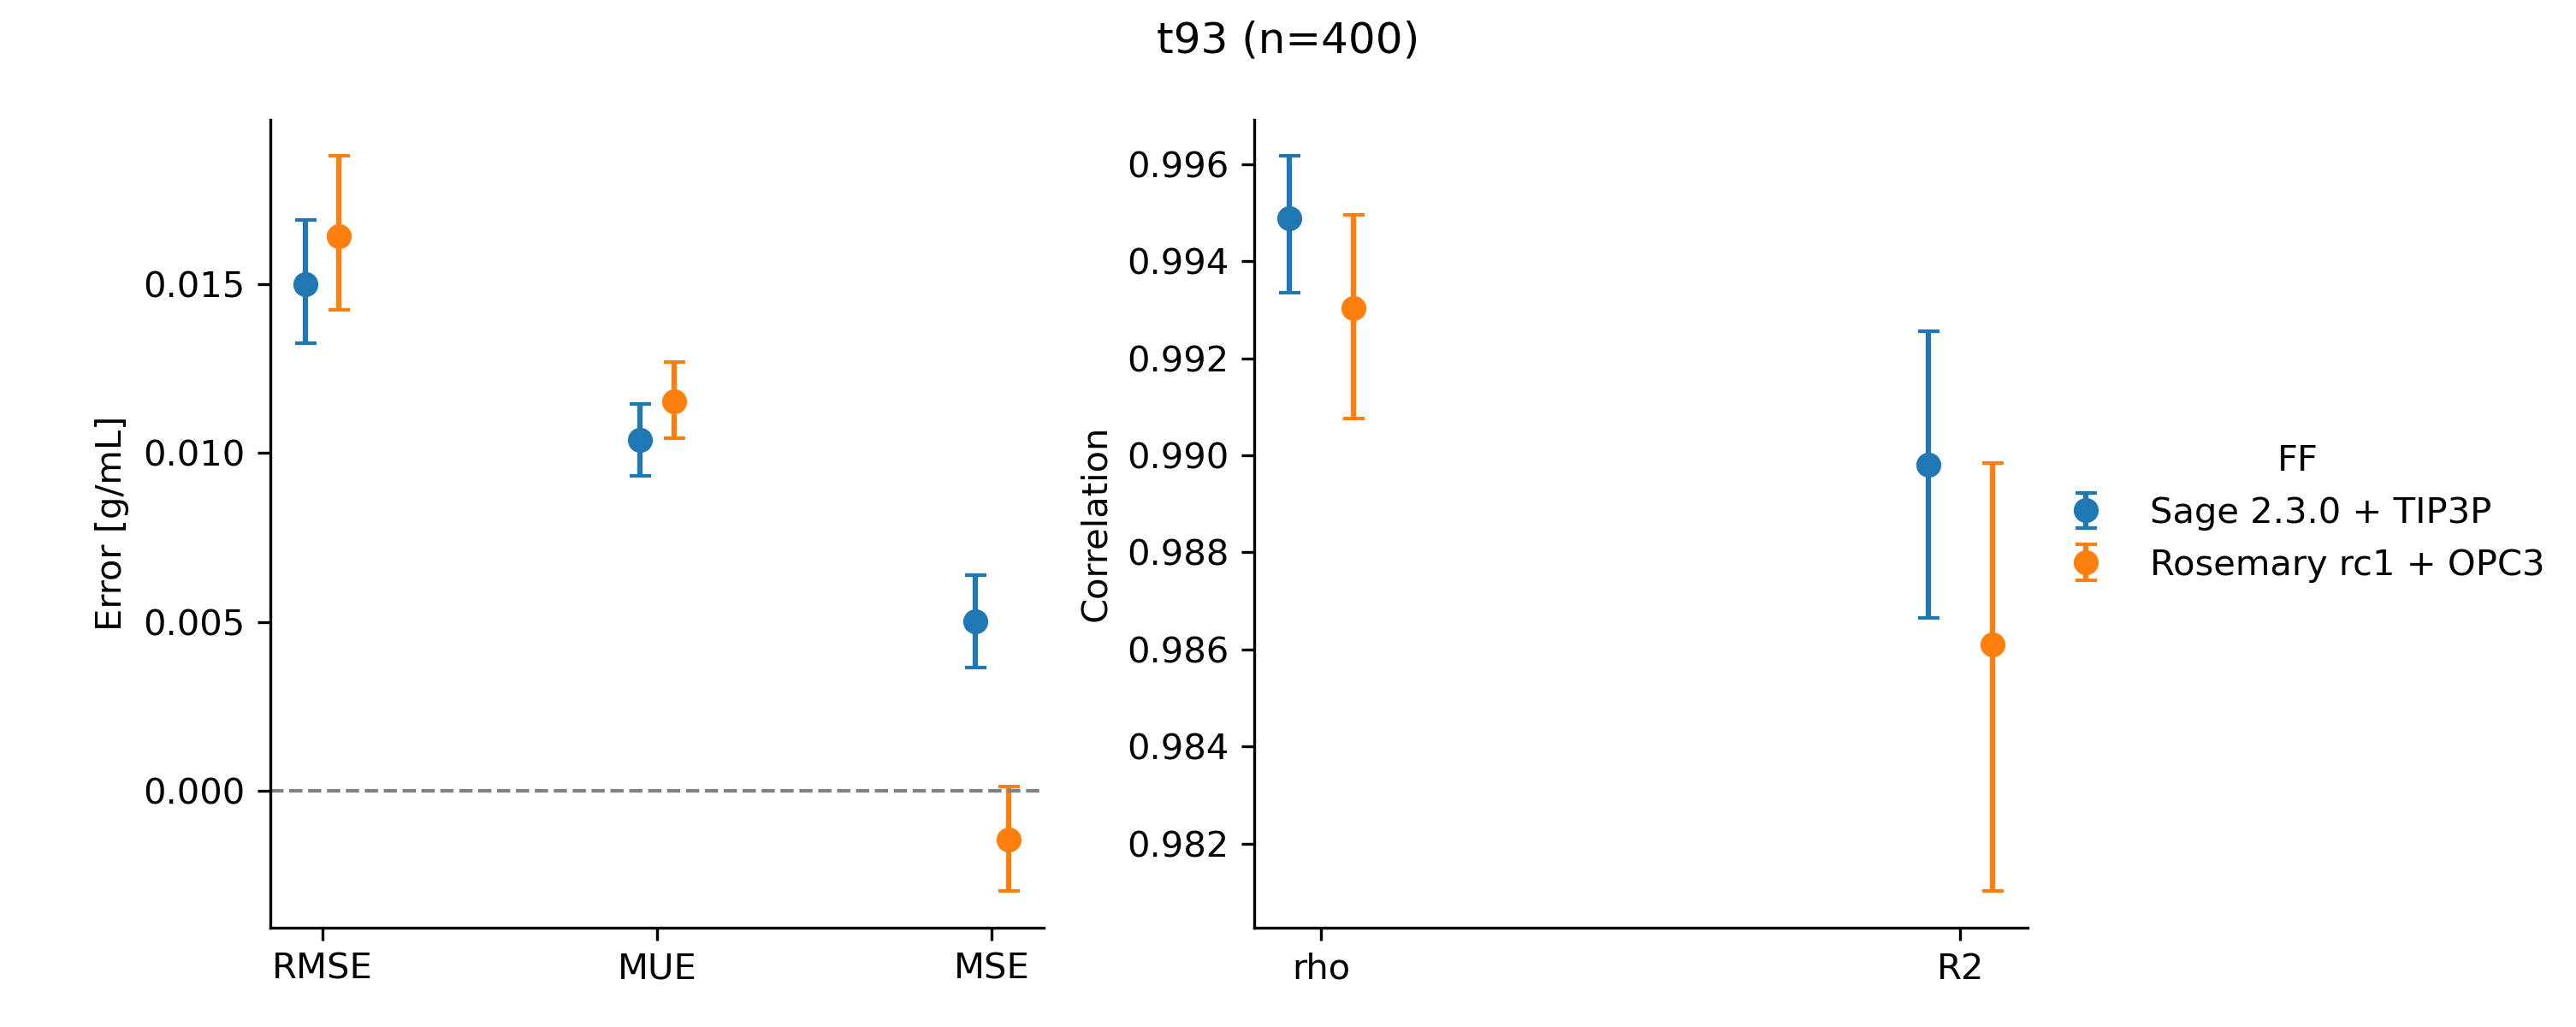 t93 (n=400)
Error [g/mL]
0.015
0.010
0.005
0.000
RMSE
MUE
MSE
Correlation
0.996
0.994
0.992
0.990
0.988
0.986
0.984
0.982
rho
R2
FF
Sage 2.3.0 + TIP3P
Rosemary rc1 + OPC3